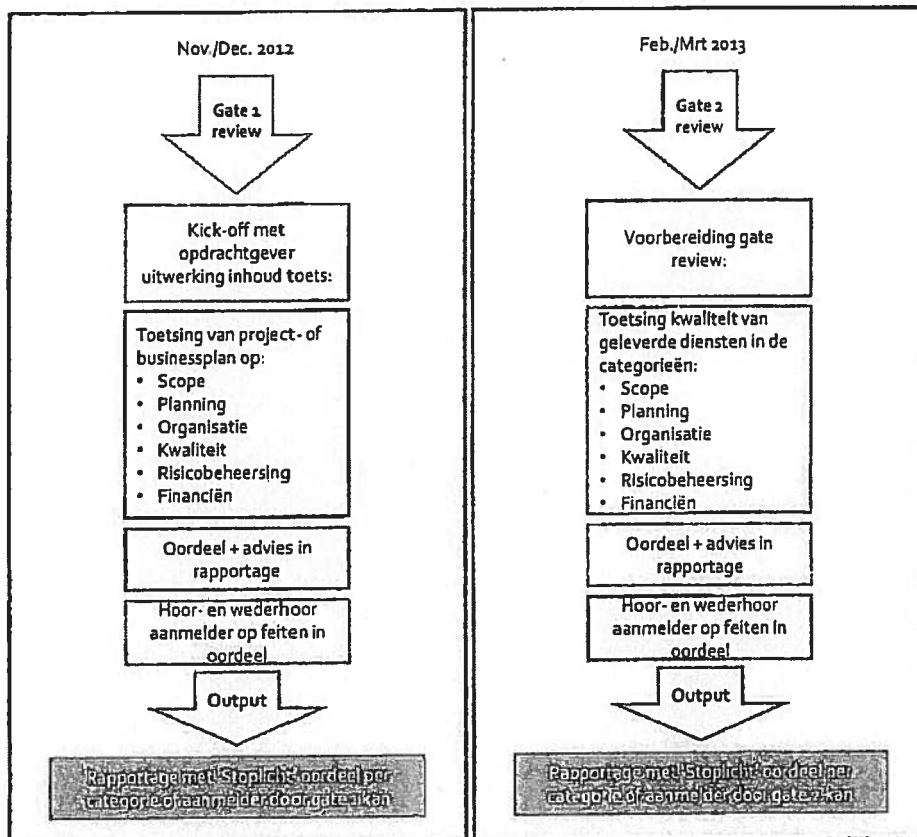 Nov./Dec. 2012
Gate 1
review
Kick-off met
opdrachtgever
uitwerking inhoud toets:
Toetsing van project- of
businessplan op:
• Scope
• Planning
• Organisatie
• Kwaliteit
• Risicobeheersing
• Financiën
Oordeel + advies in
rapportage
Hoor- en wederhoor
aanmelder op feiten in
oordeel
Output
Rapportage met 'Stoplicht' oordeel per
categorie of aanmelder door gate 1 kan
Feb./Mrt 2013
Gate 2
review
Voorbereiding gate
review:
Toetsing kwaliteit van
geleverde diensten in de
categorieën:
• Scope
• Planning
• Organisatie
• Kwaliteit
• Risicobeheersing
• Financiën
Oordeel + advies in
rapportage
Hoor- en wederhoor
aanmelder op feiten in
oordeel
Output
Rapportage met 'Stoplicht' oordeel per
categorie of aanmelder door gate 2 kan